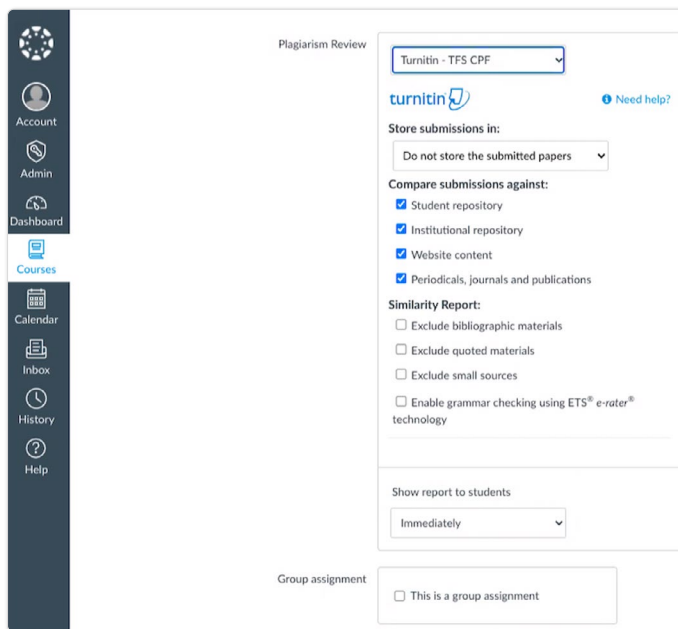 Account
Admin
Dashboard
Courses
Calendar
Inbox
History
Help
Plagiarism Review
Turnitin - TFS CPF
turnitin
Need help?
Store submissions in:
Do not store the submitted papers
Compare submissions against:
Student repository
Institutional repository
Website content
Periodicals, journals and publications
Similarity Report:
Exclude bibliographic materials
Exclude quoted materials
Exclude small sources
Enable grammar checking using ETS® e-rater®
technology
Show report to students
Immediately
Group assignment
This is a group assignment